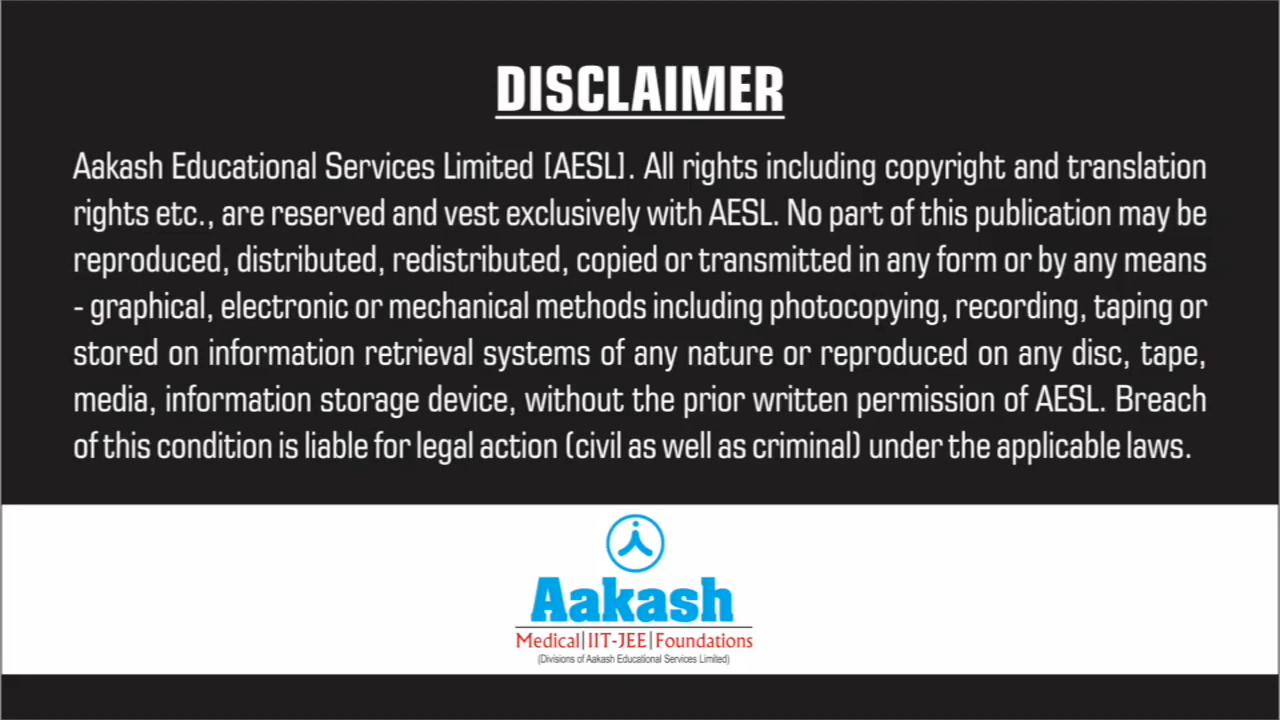 DISCLAIMER
Aakash Educational Services Limited [AESL]. All rights including copyright and translation
rights etc., are reserved and vest exclusively with AESL. No part of this publication may be
reproduced, distributed, redistributed, copied or transmitted in any form or by any means
- graphical, electronic or mechanical methods including photocopying, recording, taping or
stored on information retrieval systems of any nature or reproduced on any disc, tape,
media, information storage device, without the prior written permission of AESL. Breach
of this condition is liable for legal action (civil as well as criminal) under the applicable laws.
Aakash
Medical|IIT-JEE|Foundations
(Divisions of Aakash Educational Services Limited)